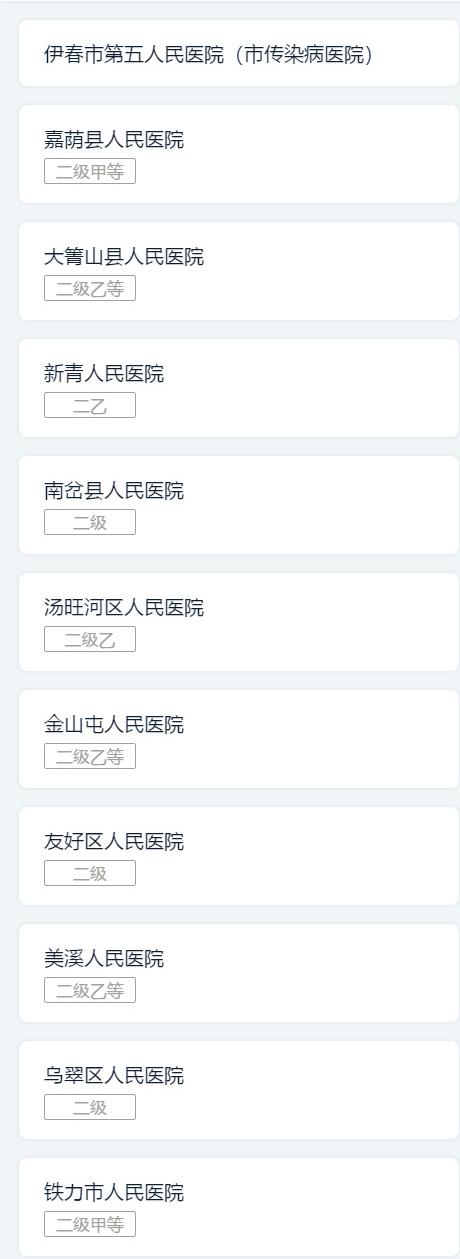 伊春市第五人民医院（市传染病医院）
嘉荫县人民医院
二级甲等
大箐山县人民医院
二级乙等
新青人民医院
二乙
南岔县人民医院
二级
汤旺河区人民医院
二级乙
金山屯人民医院
二级乙等
友好区人民医院
二级
美溪人民医院
二级乙等
乌翠区人民医院
二级
铁力市人民医院
二级甲等